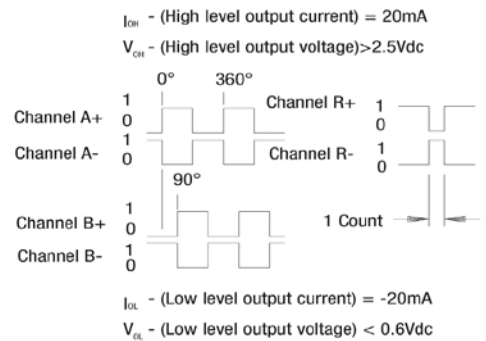 I_OH - (High level output current) = 20mA
V_OH - (High level output voltage)>2.5Vdc
0° 360°
Channel A+ 1 0
Channel A- 1 0
Channel R+ 1 0
Channel R- 1 0
90°
Channel B+ 1 0
Channel B- 1 0
1 Count
I_OL - (Low level output current) = -20mA
V_OL - (Low level output voltage) < 0.6Vdc